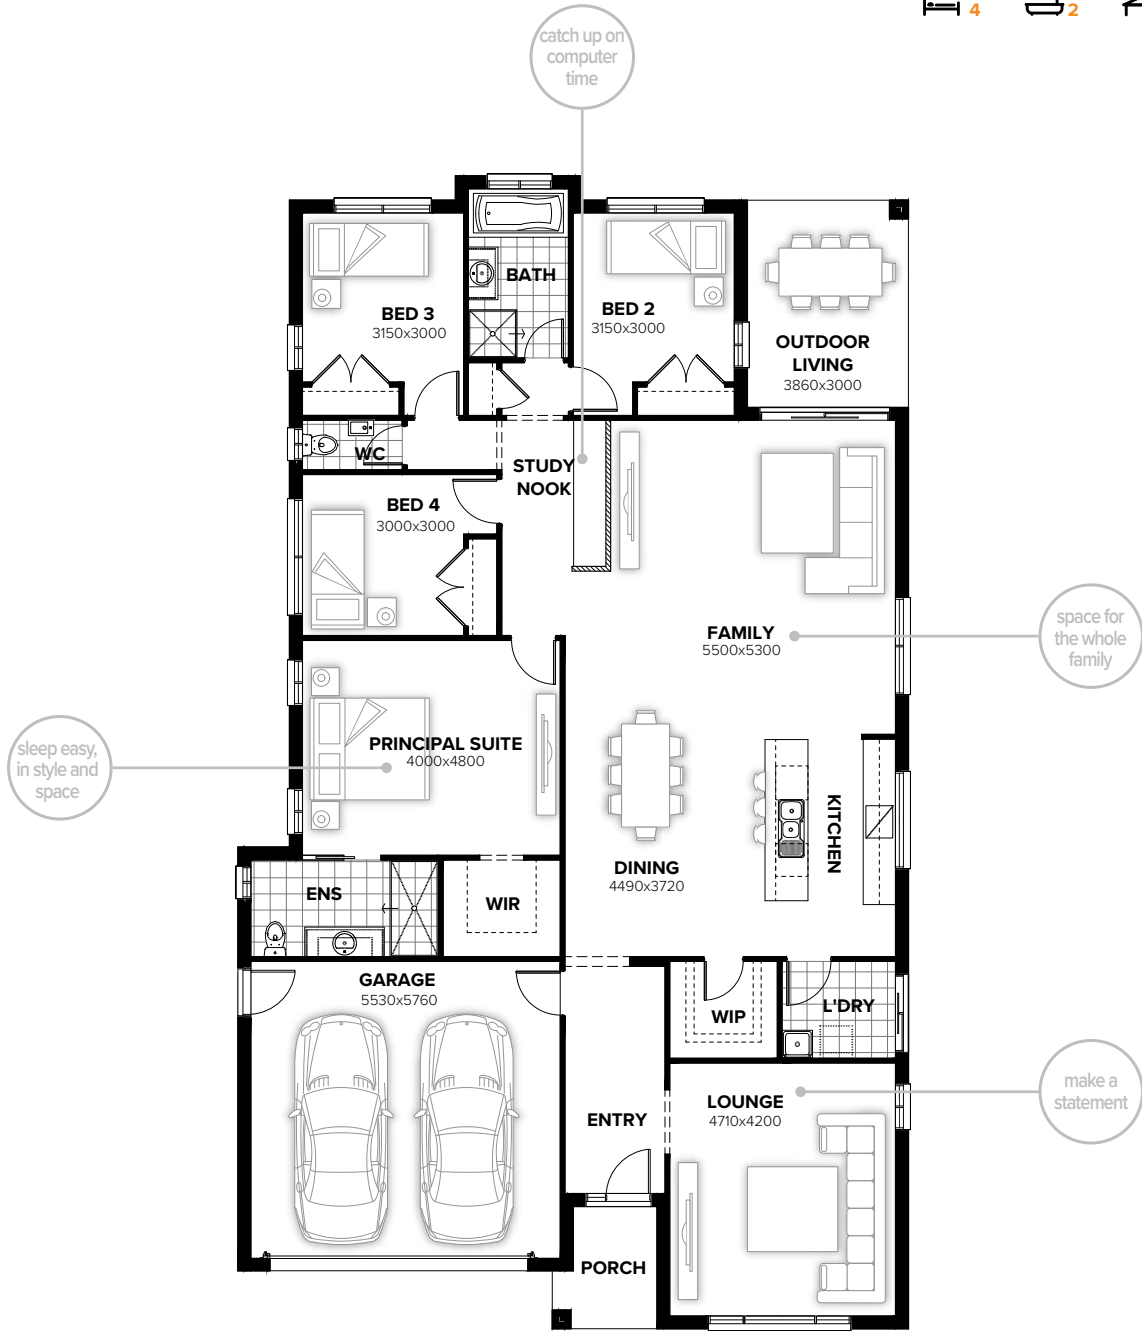 4
2
catch up on
computer
time
BATH
BED 3
3150x3000
BED 2
3150x3000
OUTDOOR
LIVING
3860x3000
WC
STUDY
NOOK
BED 4
3000x3000
FAMILY
5500x5300
space for
the whole
family
PRINCIPAL SUITE
4000x4800
sleep easy,
in style and
space
KITCHEN
DINING
4490x3720
ENS
WIR
GARAGE
5530x5760
WIP
L'DRY
LOUNGE
4710x4200
make a
statement
ENTRY
PORCH